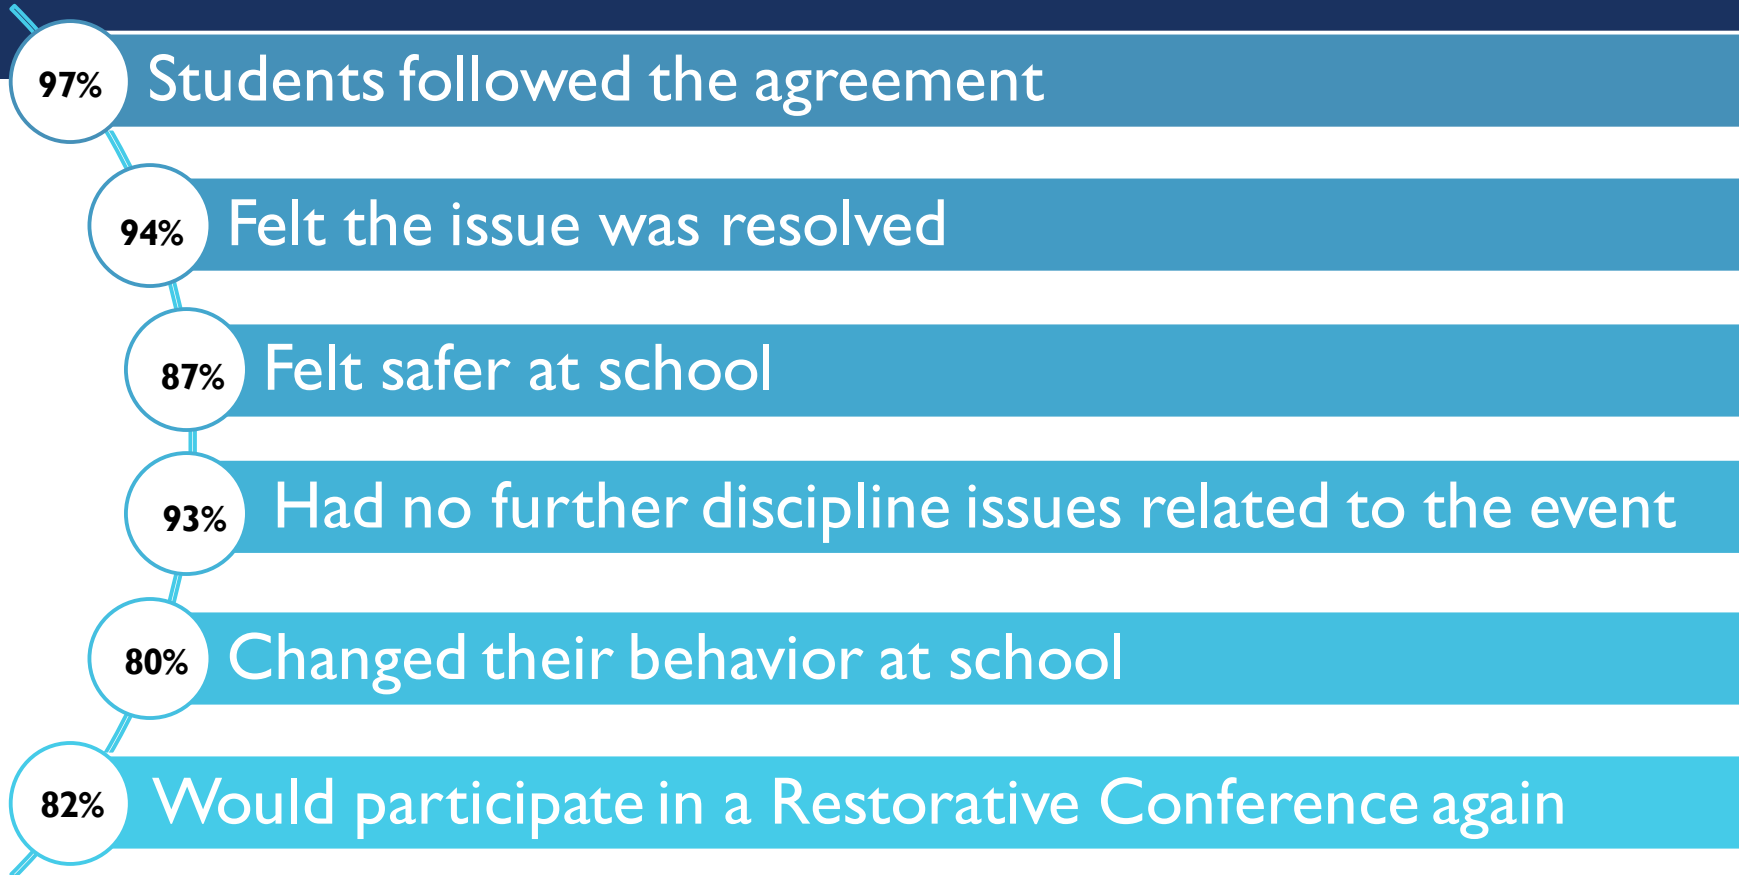 97% Students followed the agreement
94% Felt the issue was resolved
87% Felt safer at school
93% Had no further discipline issues related to the event
80% Changed their behavior at school
82% Would participate in a Restorative Conference again